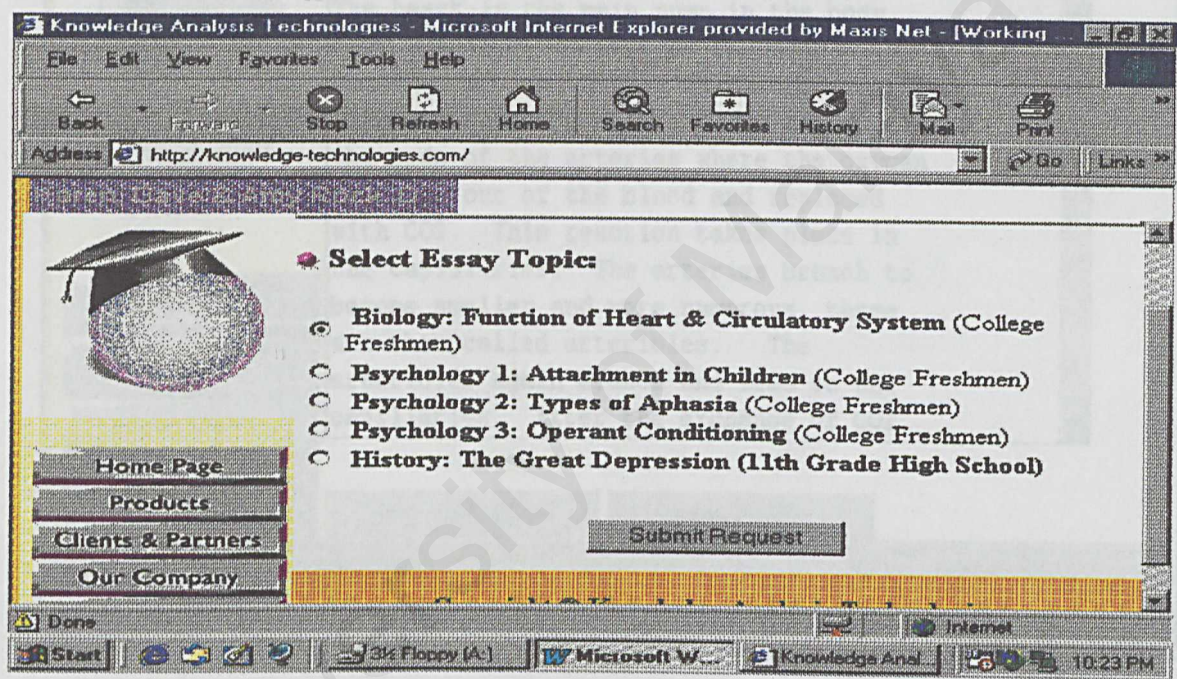 Knowledge Analysis Technologies - Microsoft Internet Explorer provided by Maxis Net - [Working ...
File Edit View Favorites Tools Help
Back Forward Stop Refresh Home Search Favorites History Mail Print
Address http://knowledge-technologies.com/ Go Links
Select Essay Topic:
Biology: Function of Heart & Circulatory System (College
Freshmen)
Psychology 1: Attachment in Children (College Freshmen)
Psychology 2: Types of Aphasia (College Freshmen)
Psychology 3: Operant Conditioning (College Freshmen)
History: The Great Depression (11th Grade High School)
Home Page
Products
Clients & Partners
Our Company
Submit Request
Done Internet
Start 3½ Floppy (A:) Microsoft W... Knowledge Anal... 10:23 PM